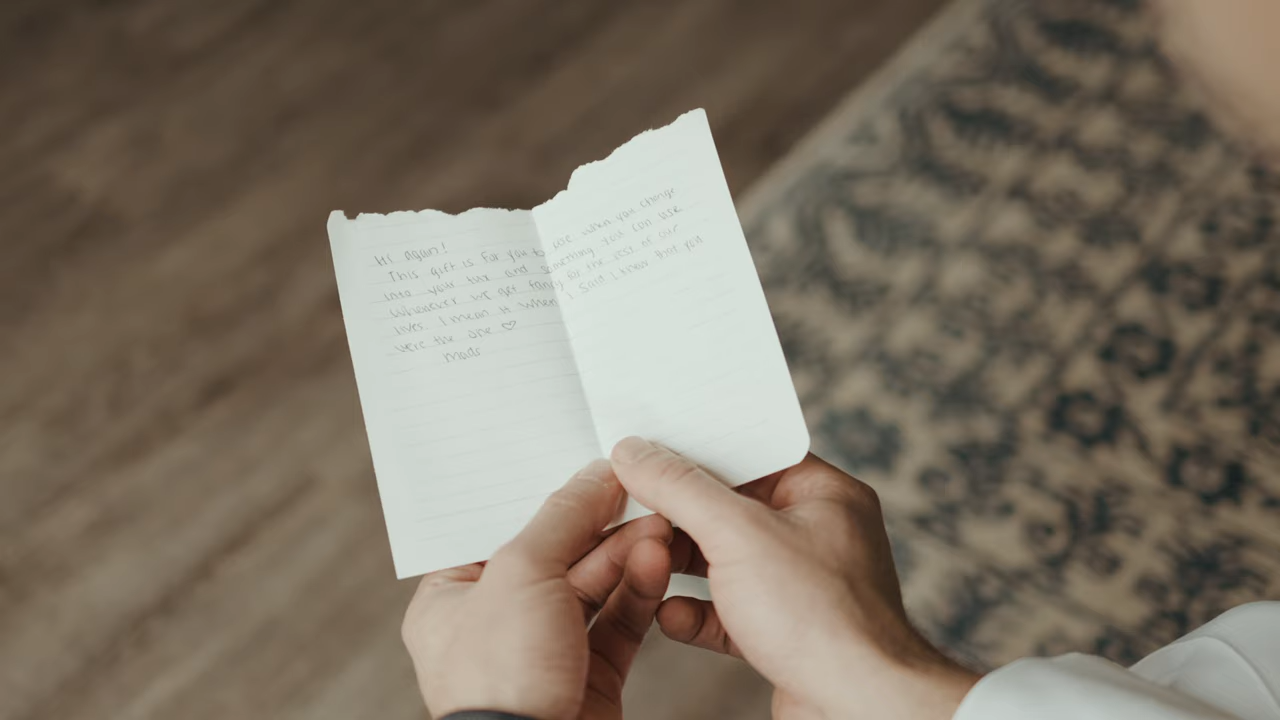 Hi again!
This gift is for you to use when you change
into your tux and something you can use
whenever we get fancy for the rest of our
lives. I mean it when I said I knew that you
were the one ♡
Mads